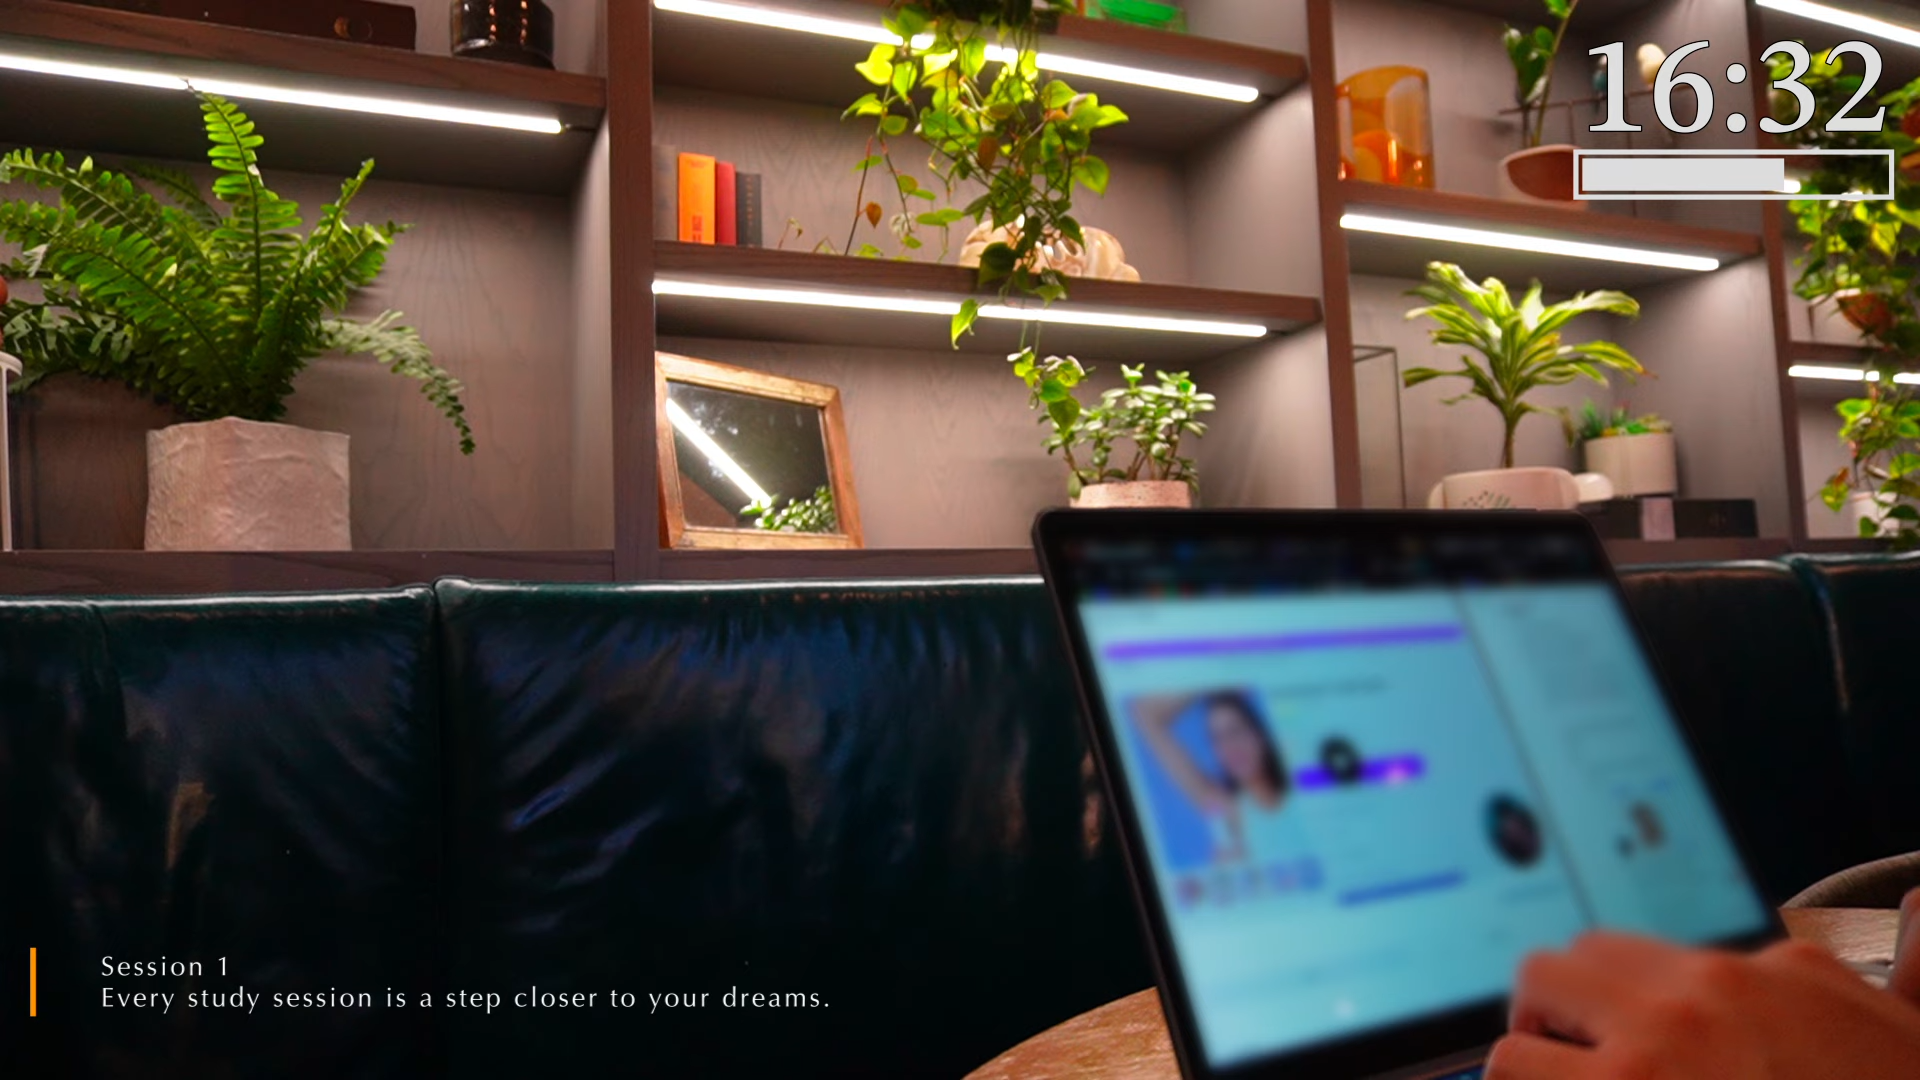 16:32
Session 1
Every study session is a step closer to your dreams.